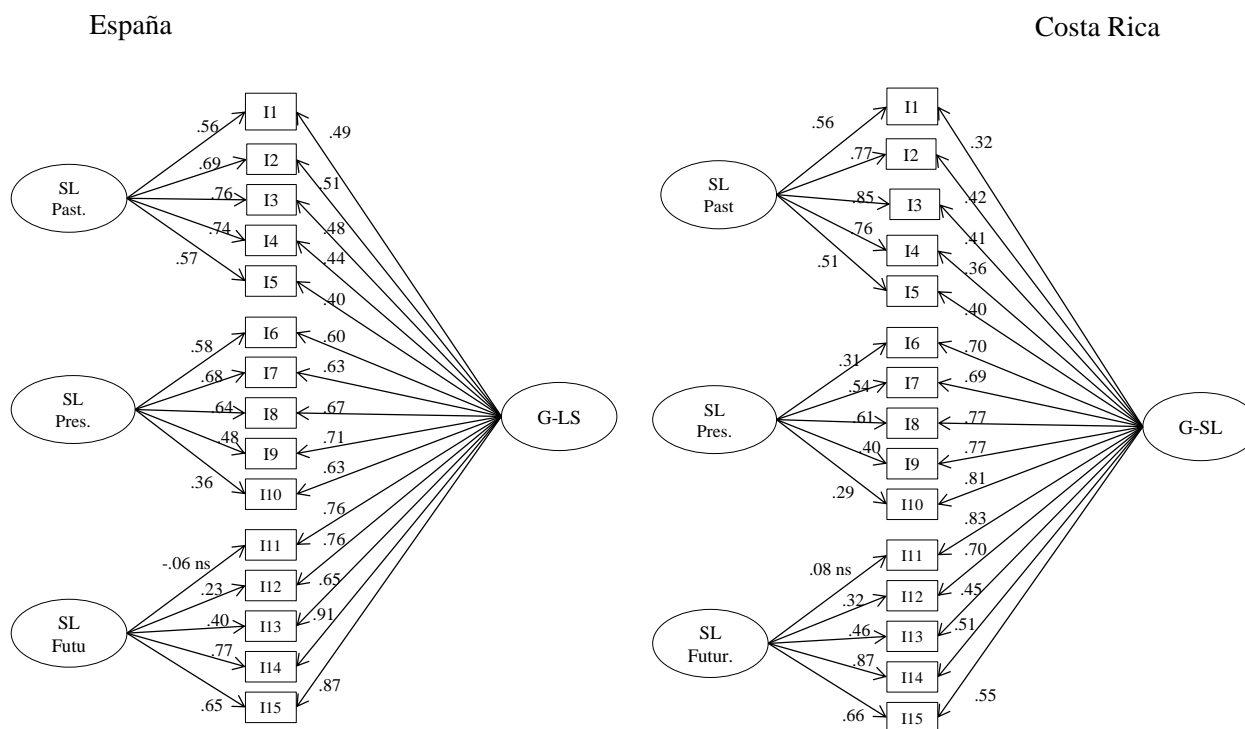 España
I1
.56
.49
I2
.69
.51
SL
Past.
I3
.76
.48
I4
.74
.44
I5
.57
.40
I6
.58
.60
I7
.68
.63
SL
Pres.
I8
.64
.67
I9
.48
.71
I10
.36
.63
G-LS
I11
-.06 ns
.76
I12
.23
.76
SL
Futu
I13
.40
.65
I14
.77
.91
I15
.65
.87
Costa Rica
I1
.56
.32
I2
.77
.42
SL
Past
I3
.85
.41
I4
.76
.36
I5
.51
.40
I6
.31
.70
I7
.54
.69
SL
Pres.
I8
.61
.77
I9
.40
.77
I10
.29
.81
G-SL
I11
.08 ns
.83
I12
.32
.70
SL
Futur.
I13
.46
.45
I14
.87
.51
I15
.66
.55